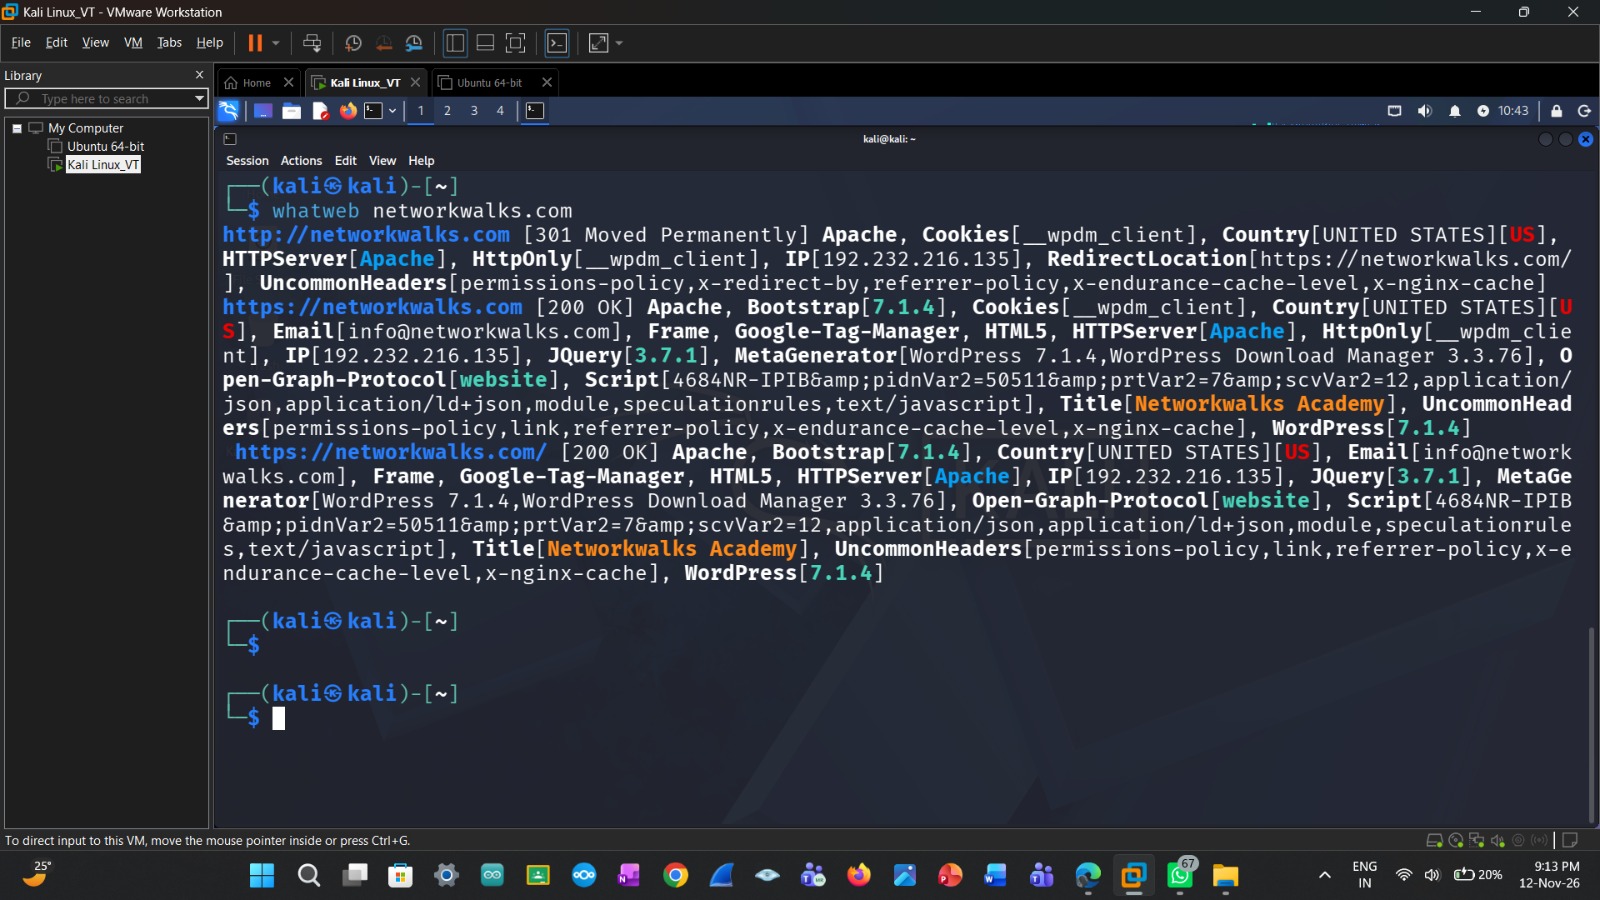 Kali Linux_VT - VMware Workstation
File Edit View VM Tabs Help
Library
Home Kali Linux_VT Ubuntu 64-bit
Type here to search
1 2 3 4 10:43
My Computer
Ubuntu 64-bit
Kali Linux_VT
kali@kali: ~
Session Actions Edit View Help
┌──(kali㉿kali)-[~]
└─$ whatweb networkwalks.com
http://networkwalks.com [301 Moved Permanently] Apache, Cookies[__wpdm_client], Country[UNITED STATES][US],
HTTPServer[Apache], HttpOnly[__wpdm_client], IP[192.232.216.135], RedirectLocation[https://networkwalks.com/
], UncommonHeaders[permissions-policy,x-redirect-by,referrer-policy,x-endurance-cache-level,x-nginx-cache]
https://networkwalks.com [200 OK] Apache, Bootstrap[7.1.4], Cookies[__wpdm_client], Country[UNITED STATES][U
S], Email[info@networkwalks.com], Frame, Google-Tag-Manager, HTML5, HTTPServer[Apache], HttpOnly[__wpdm_clie
nt], IP[192.232.216.135], JQuery[3.7.1], MetaGenerator[WordPress 7.1.4,WordPress Download Manager 3.3.76], O
pen-Graph-Protocol[website], Script[4684NR-IPIB&amp;pidnVar2=50511&amp;prtVar2=7&amp;scvVar2=12,application/
json,application/ld+json,module,speculationrules,text/javascript], Title[Networkwalks Academy], UncommonHead
ers[permissions-policy,link,referrer-policy,x-endurance-cache-level,x-nginx-cache], WordPress[7.1.4]
https://networkwalks.com/ [200 OK] Apache, Bootstrap[7.1.4], Country[UNITED STATES][US], Email[info@network
walks.com], Frame, Google-Tag-Manager, HTML5, HTTPServer[Apache], IP[192.232.216.135], JQuery[3.7.1], MetaGe
nerator[WordPress 7.1.4,WordPress Download Manager 3.3.76], Open-Graph-Protocol[website], Script[4684NR-IPIB
&amp;pidnVar2=50511&amp;prtVar2=7&amp;scvVar2=12,application/json,application/ld+json,module,speculationrule
s,text/javascript], Title[Networkwalks Academy], UncommonHeaders[permissions-policy,link,referrer-policy,x-e
ndurance-cache-level,x-nginx-cache], WordPress[7.1.4]
┌──(kali㉿kali)-[~]
└─$
┌──(kali㉿kali)-[~]
└─$
To direct input to this VM, move the mouse pointer inside or press Ctrl+G.
25°
67
ENG
IN
20%
9:13 PM
12-Nov-26